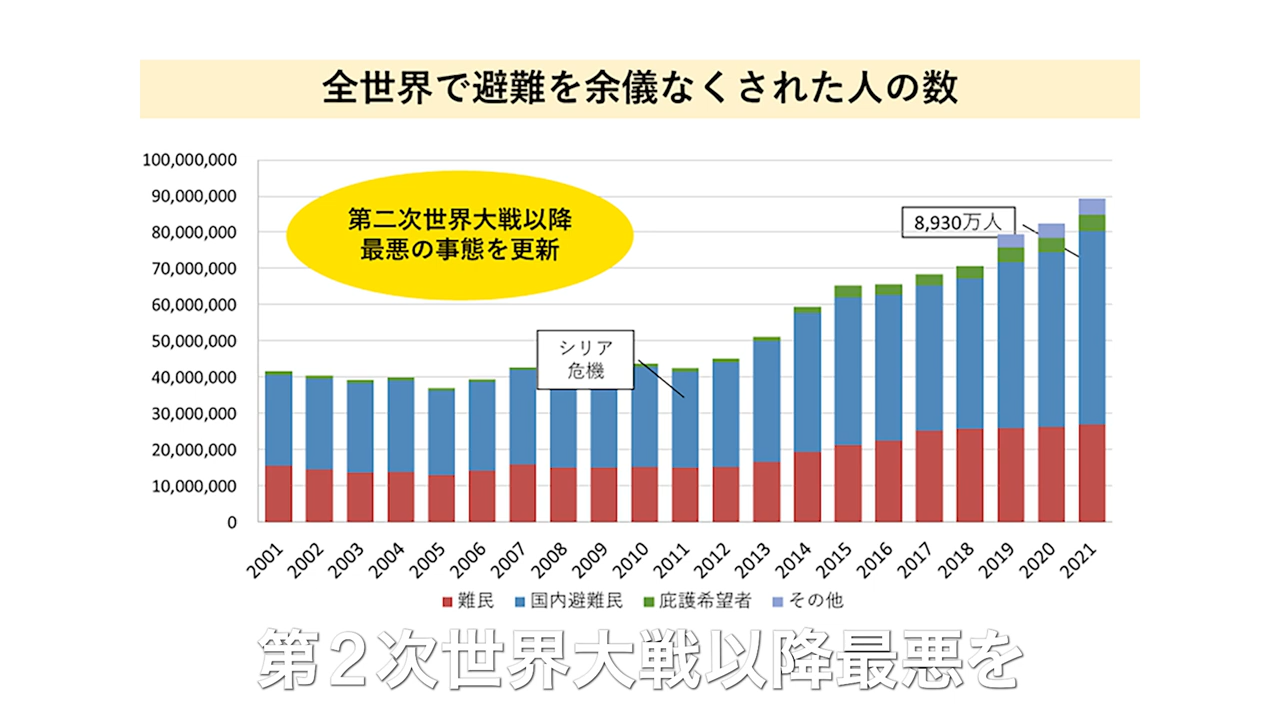 全世界で避難を余儀なくされた人の数
100,000,000
90,000,000
80,000,000
70,000,000
60,000,000
50,000,000
40,000,000
30,000,000
20,000,000
10,000,000
0
第二次世界大戦以降
最悪の事態を更新
8,930万人
シリア
危機
2001 2002 2003 2004 2005 2006 2007 2008 2009 2010 2011 2012 2013 2014 2015 2016 2017 2018 2019 2020 2021
難民 国内避難民 庇護希望者 その他
第2次世界大戦以降最悪を